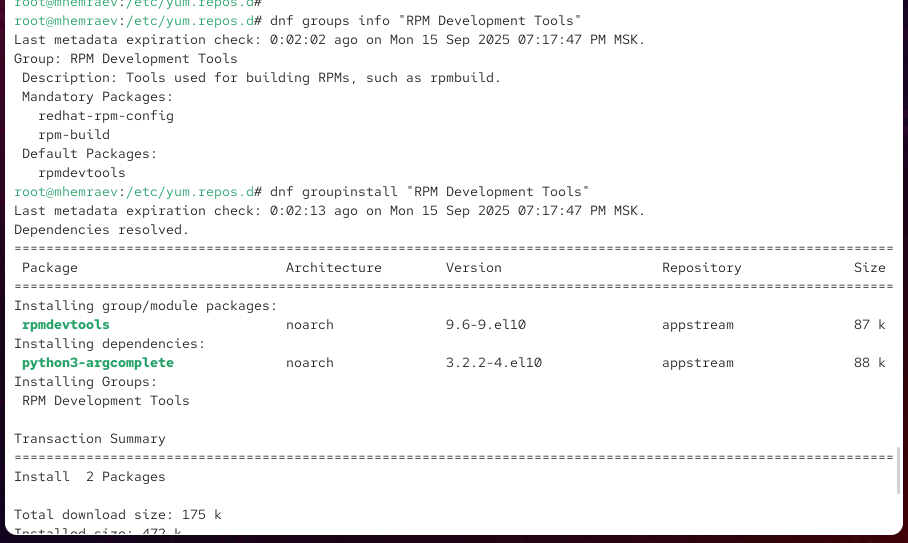 root@mhemraev:/etc/yum.repos.d#
root@mhemraev:/etc/yum.repos.d# dnf groups info "RPM Development Tools"
Last metadata expiration check: 0:02:02 ago on Mon 15 Sep 2025 07:17:47 PM MSK.
Group: RPM Development Tools
 Description: Tools used for building RPMs, such as rpmbuild.
 Mandatory Packages:
   redhat-rpm-config
   rpm-build
 Default Packages:
   rpmdevtools
root@mhemraev:/etc/yum.repos.d# dnf groupinstall "RPM Development Tools"
Last metadata expiration check: 0:02:13 ago on Mon 15 Sep 2025 07:17:47 PM MSK.
Dependencies resolved.
==============================================================================================================
 Package                          Architecture        Version                    Repository              Size
==============================================================================================================
Installing group/module packages:
 rpmdevtools                      noarch              9.6-9.el10                 appstream               87 k
Installing dependencies:
 python3-argcomplete              noarch              3.2.2-4.el10               appstream               88 k
Installing Groups:
 RPM Development Tools

Transaction Summary
==============================================================================================================
Install  2 Packages

Total download size: 175 k
Installed size: 472 k